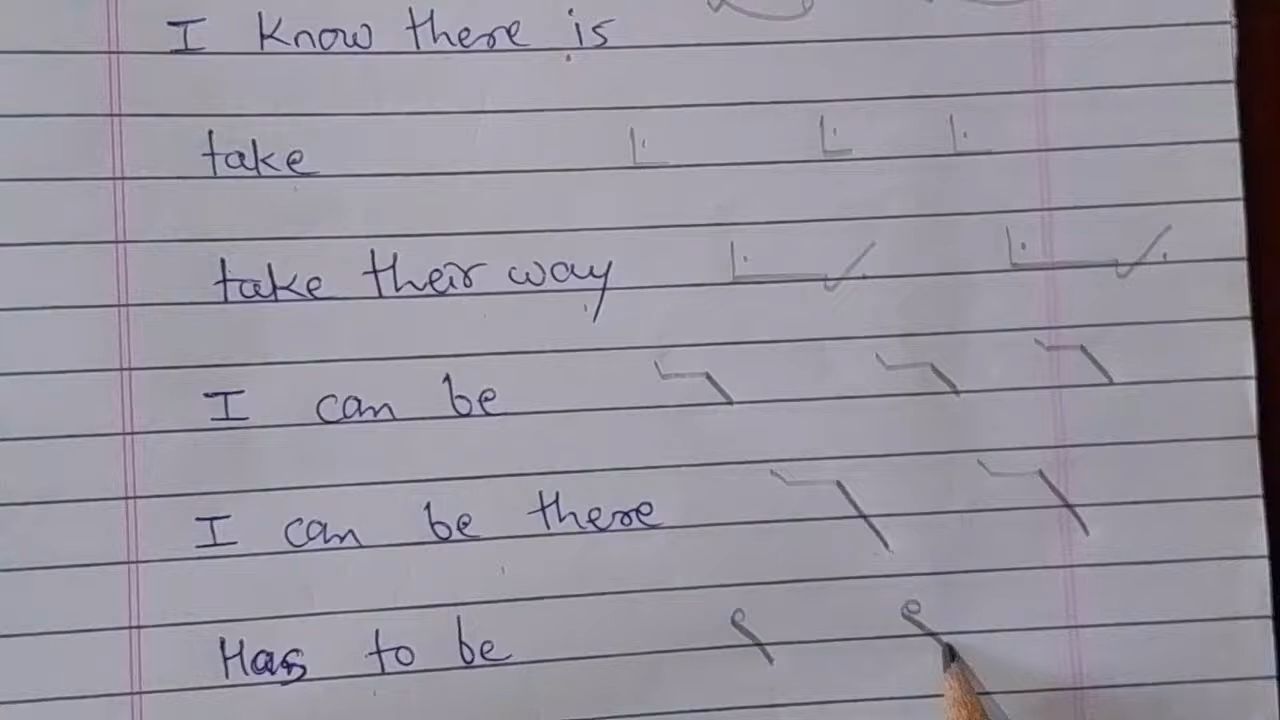 I know there is
take
take their way
I can be
I can be there
Has to be